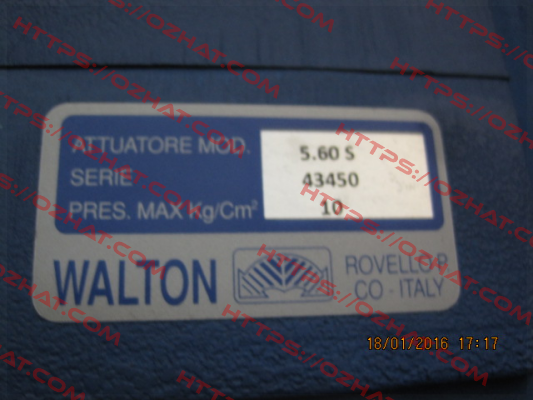 ATTUATORE MOD. 5.60 S
SERIE 43450
PRES. MAX Kg/Cm² 10
WALTON
ROVELLO P
CO - ITALY
18/01/2016 17:17
HTTPS://OZHAT.COM